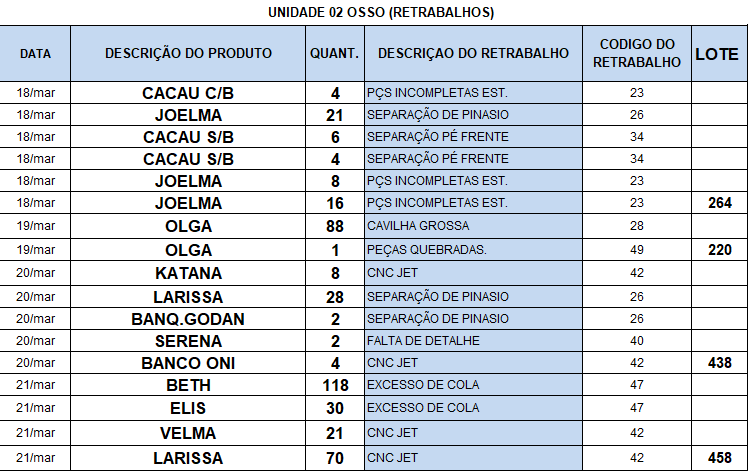 UNIDADE 02 OSSO (RETRABALHOS)
DATA DESCRIÇÃO DO PRODUTO QUANT. DESCRIÇAO DO RETRABALHO CODIGO DO RETRABALHO LOTE
18/mar CACAU C/B 4 PÇS INCOMPLETAS EST. 23
18/mar JOELMA 21 SEPARAÇÃO DE PINASIO 26
18/mar CACAU S/B 6 SEPARAÇÃO PÉ FRENTE 34
18/mar CACAU S/B 4 SEPARAÇÃO PÉ FRENTE 34
18/mar JOELMA 8 PÇS INCOMPLETAS EST. 23
18/mar JOELMA 16 PÇS INCOMPLETAS EST. 23 264
19/mar OLGA 88 CAVILHA GROSSA 28
19/mar OLGA 1 PEÇAS QUEBRADAS. 49 220
20/mar KATANA 8 CNC JET 42
20/mar LARISSA 28 SEPARAÇÃO DE PINASIO 26
20/mar BANQ.GODAN 2 SEPARAÇÃO DE PINASIO 26
20/mar SERENA 2 FALTA DE DETALHE 40
20/mar BANCO ONI 4 CNC JET 42 438
21/mar BETH 118 EXCESSO DE COLA 47
21/mar ELIS 30 EXCESSO DE COLA 47
21/mar VELMA 21 CNC JET 42
21/mar LARISSA 70 CNC JET 42 458